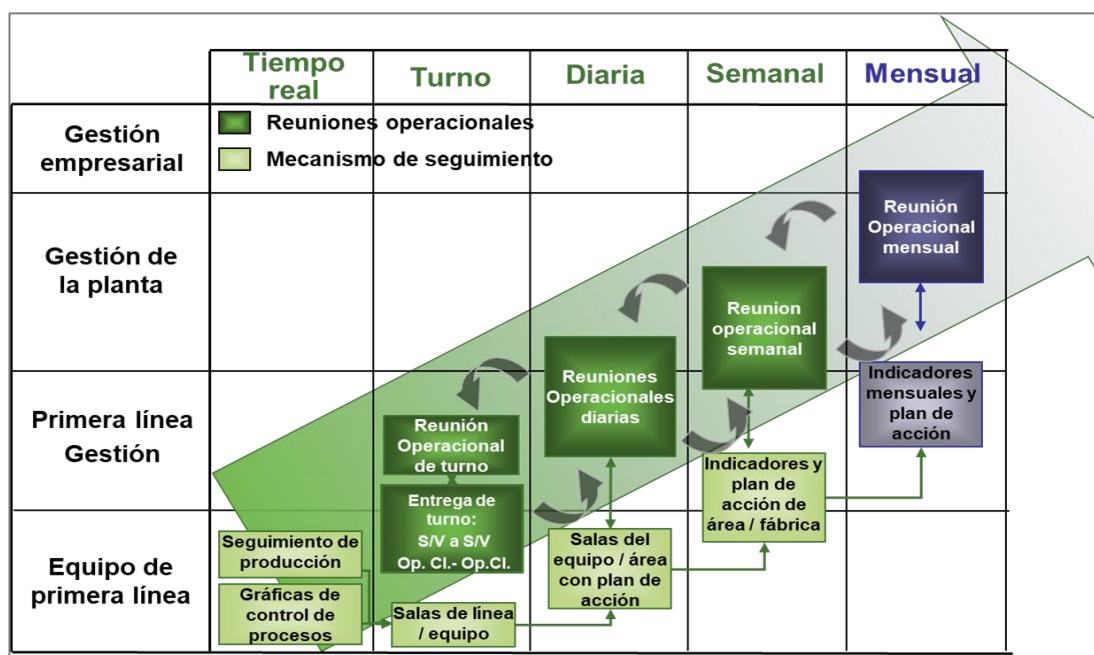 Tiempo
real
Turno
Diaria
Semanal
Mensual
Reuniones operacionales
Mecanismo de seguimiento
Gestión
empresarial
Gestión de
la planta
Primera línea
Gestión
Equipo de
primera línea
Reunión
Operacional
mensual
Reunion
operacional
semanal
Reuniones
Operacionales
diarias
Reunión
Operacional
de turno
Entrega de
turno:
S/V a S/V
Op. Cl.- Op.Cl.
Indicadores
mensuales y
plan de
acción
Indicadores y
plan de
acción de
área / fábrica
Salas del
equipo / área
con plan de
acción
Seguimiento de
producción
Gráficas de
control de
procesos
Salas de línea
/ equipo